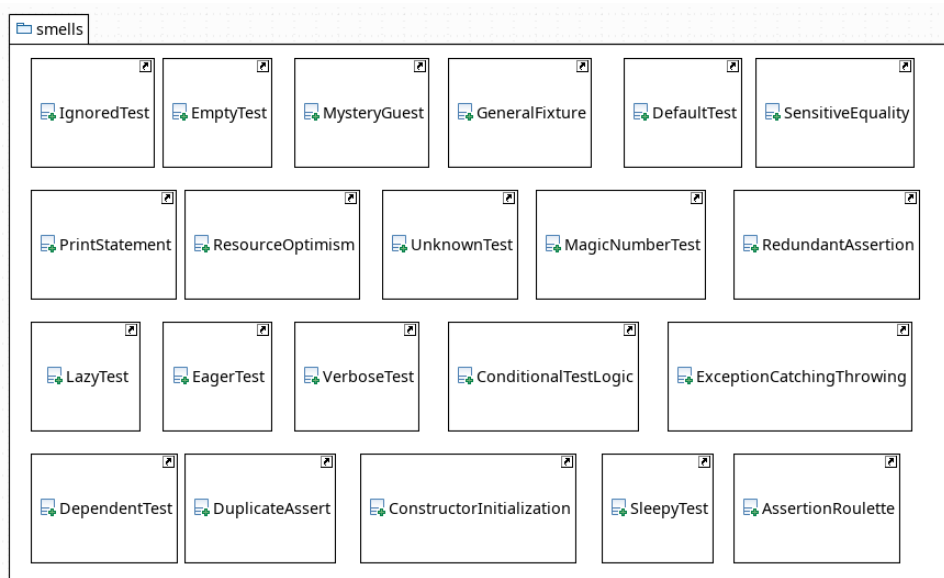 smells
IgnoredTest EmptyTest MysteryGuest GeneralFixture DefaultTest SensitiveEquality
PrintStatement ResourceOptimism UnknownTest MagicNumberTest RedundantAssertion
LazyTest EagerTest VerboseTest ConditionalTestLogic ExceptionCatchingThrowing
DependentTest DuplicateAssert ConstructorInitialization SleepyTest AssertionRoulette